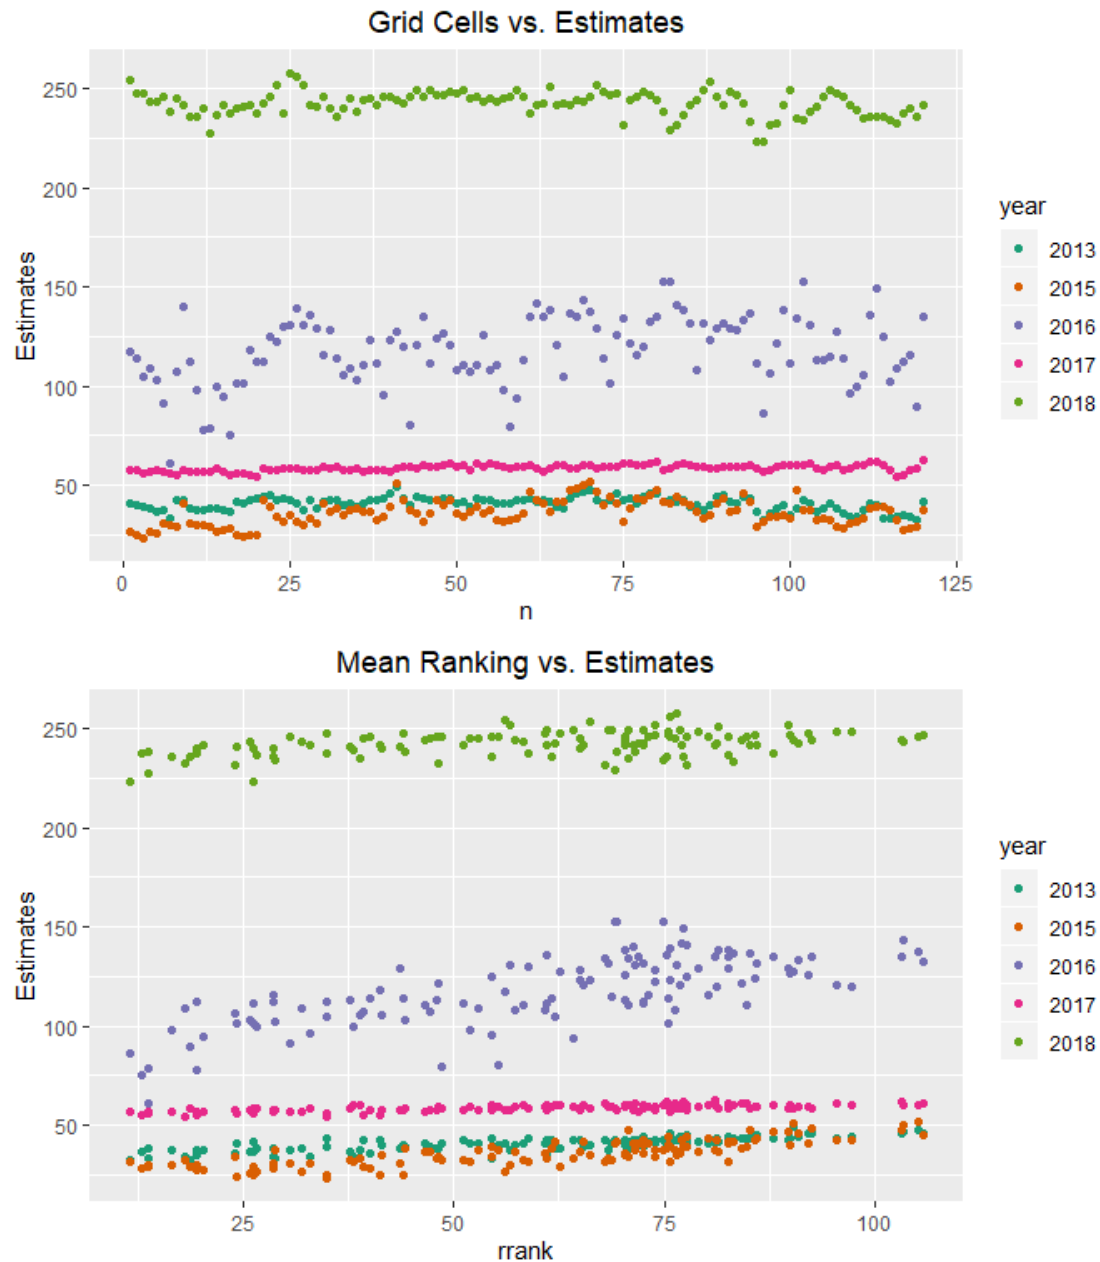 Grid Cells vs. Estimates
250
200
150
100
50
Estimates
0 25 50 75 100 125
n
year
2013
2015
2016
2017
2018
Mean Ranking vs. Estimates
250
200
150
100
50
Estimates
25 50 75 100
rrank
year
2013
2015
2016
2017
2018